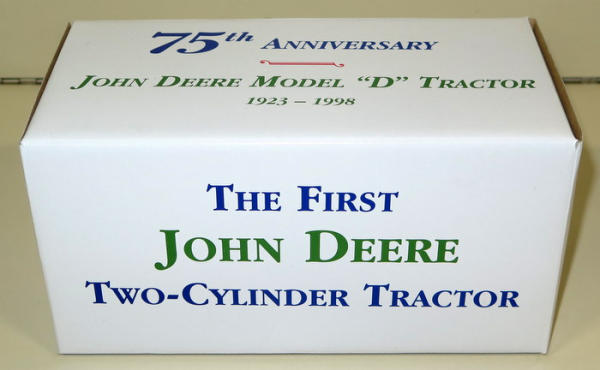 75th Anniversary
John Deere Model “D” Tractor
1923 – 1998
The First
John Deere
Two-Cylinder Tractor